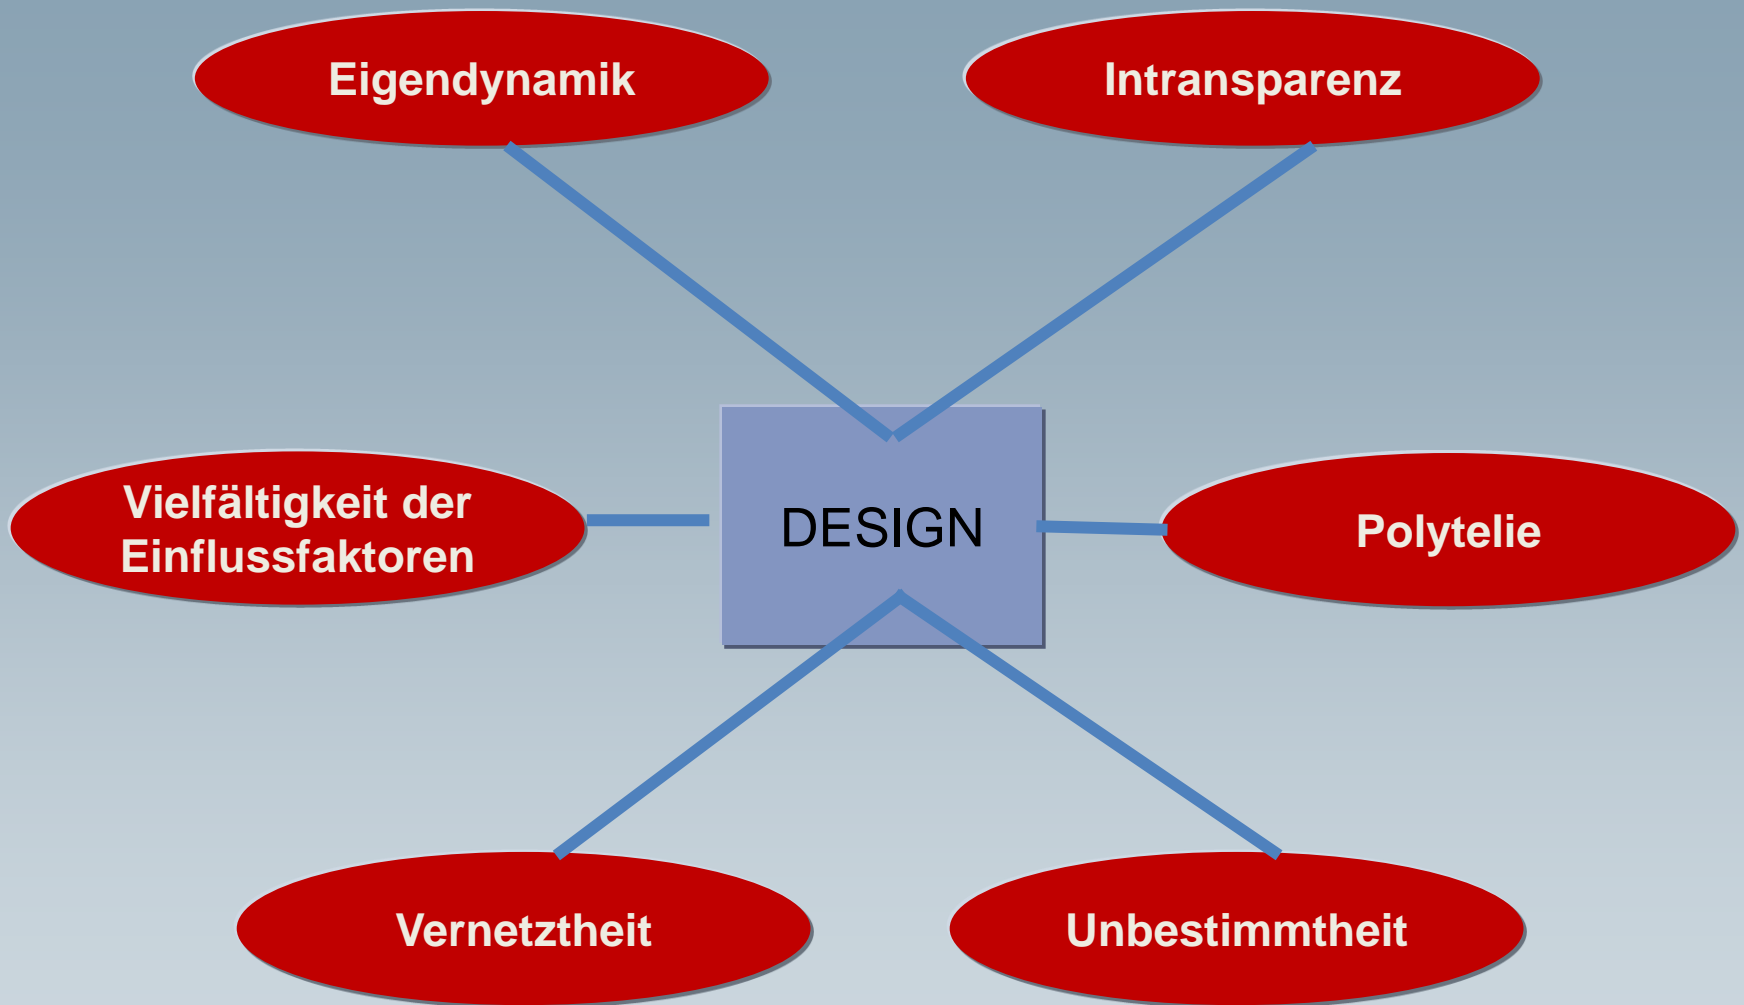 Eigendynamik
Intransparenz
Vielfältigkeit der
Einflussfaktoren
DESIGN
Polytelie
Vernetztheit
Unbestimmtheit